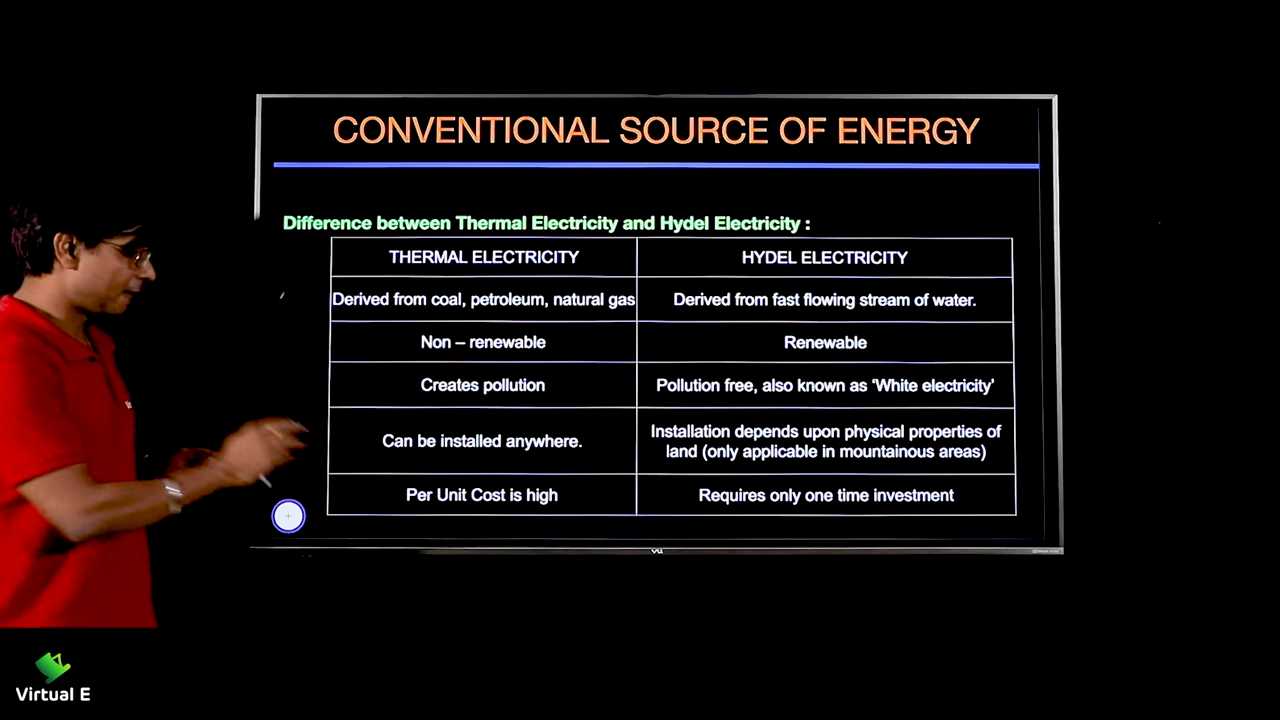 CONVENTIONAL SOURCE OF ENERGY
Difference between Thermal Electricity and Hydel Electricity :
THERMAL ELECTRICITY
HYDEL ELECTRICITY
Derived from coal, petroleum, natural gas
Derived from fast flowing stream of water.
Non – renewable
Renewable
Creates pollution
Pollution free, also known as ‘White electricity’
Can be installed anywhere.
Installation depends upon physical properties of
land (only applicable in mountainous areas)
Per Unit Cost is high
Requires only one time investment
Virtual E